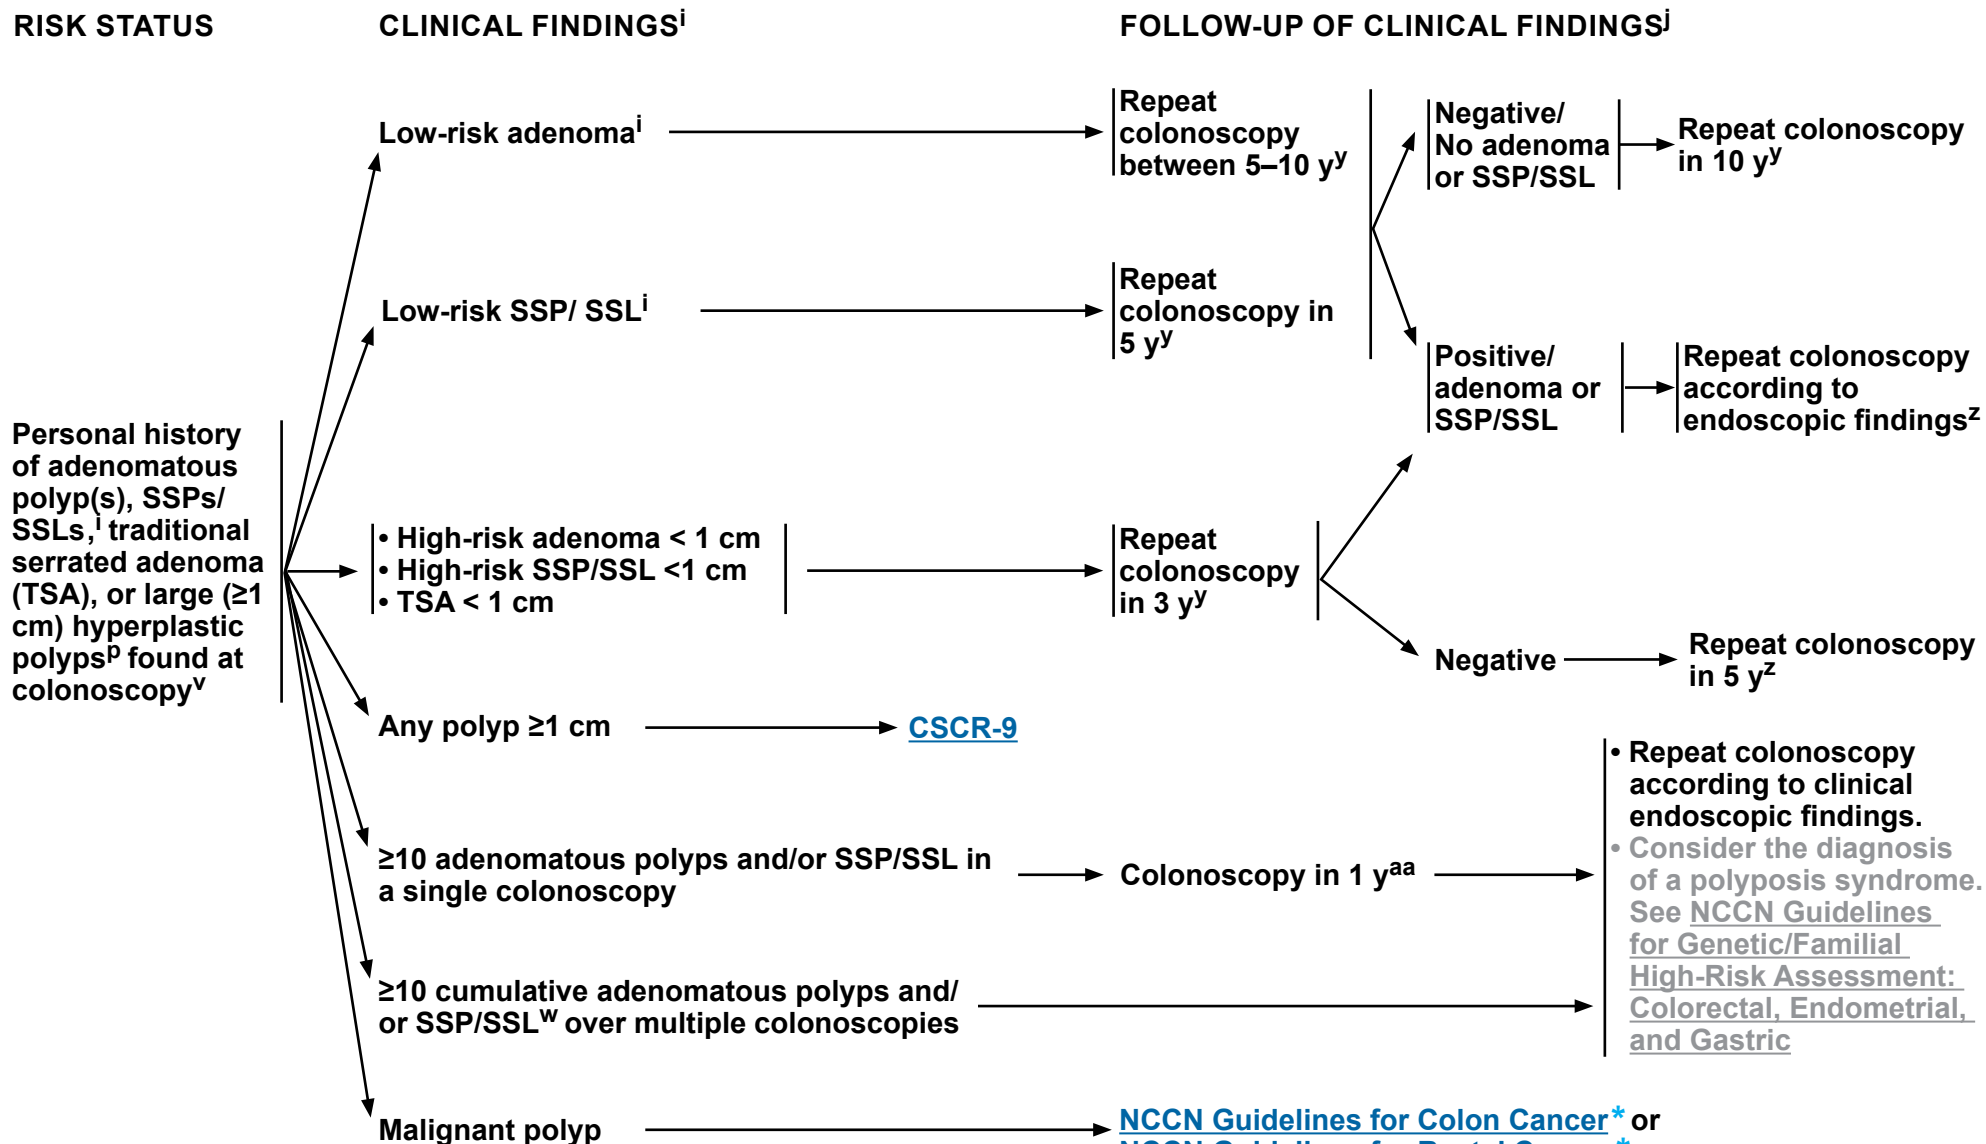 RISK STATUS
CLINICAL FINDINGSⁱ
FOLLOW-UP OF CLINICAL FINDINGSʲ
Low-risk adenomaⁱ
Repeat
colonoscopy
between 5–10 yʸ
Negative/
No adenoma
or SSP/SSL
Repeat colonoscopy
in 10 yʸ
Low-risk SSP/ SSLⁱ
Repeat
colonoscopy in
5 yʸ
Positive/
adenoma or
SSP/SSL
Repeat colonoscopy
according to
endoscopic findingsᶻ
Personal history
of adenomatous
polyp(s), SSPs/
SSLs,ⁱ traditional
serrated adenoma
(TSA), or large (≥1
cm) hyperplastic
polypsᵖ found at
colonoscopyᵛ
• High-risk adenoma < 1 cm
• High-risk SSP/SSL <1 cm
• TSA < 1 cm
Repeat
colonoscopy
in 3 yʸ
Negative
Repeat colonoscopy
in 5 yᶻ
Any polyp ≥1 cm
CSCR-9
≥10 adenomatous polyps and/or SSP/SSL in
a single colonoscopy
Colonoscopy in 1 yᵃᵃ
• Repeat colonoscopy
according to clinical
endoscopic findings.
• Consider the diagnosis
of a polyposis syndrome.
See NCCN Guidelines
for Genetic/Familial
High-Risk Assessment:
Colorectal, Endometrial,
and Gastric
≥10 cumulative adenomatous polyps and/
or SSP/SSLʷ over multiple colonoscopies
Malignant polyp
NCCN Guidelines for Colon Cancer* or